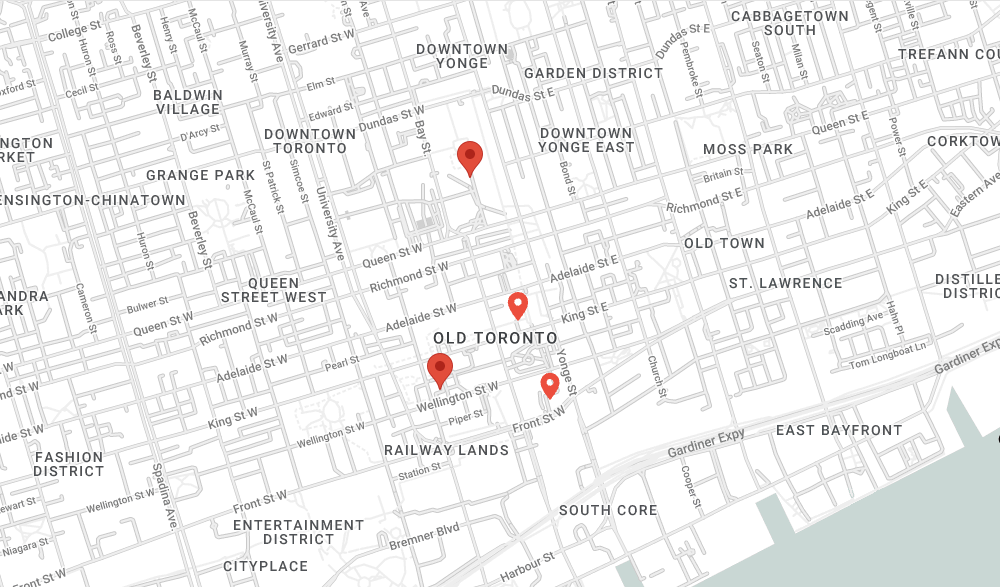 CABBAGETOWN
SOUTH
College St
Beverley St
Henry St
McCaul St
University Ave
Gerrard St W
Dundas St E
DOWNTOWN
YONGE
Huron St
Ross St
Murray St
Pembroke St
Seaton St
Milan St
TREFANN COU
GARDEN DISTRICT
Oxford St
Cecil St
Elm St
BALDWIN
VILLAGE
Dundas St E
Edward St
Dundas St W
Bay St.
D'Arcy St
DOWNTOWN
TORONTO
DOWNTOWN
YONGE EAST
Queen St E
Power St
MOSS PARK
CORKTOW
NGTON
RKET
GRANGE PARK
St Patrick St
Simcoe St
Bond St
Britain St
ENSINGTON-CHINATOWN
McCaul St
University Ave
Richmond St E
Adelaide St E
King St E
Eastern Ave
Beverley St
Huron St
Queen St W
OLD TOWN
Richmond St W
Adelaide St E
ST. LAWRENCE
DISTILLE
DISTRIC
QUEEN
STREET WEST
ANDRA
ARK
Cameron St
Bulwer St
Queen St W
Richmond St W
Adelaide St W
King St E
Scadding Ave
Hahn Pl
OLD TORONTO
Pearl St
Adelaide St W
Yonge St
Church St
Tom Longboat Ln
Gardiner Exp
nd St W
Wellington St W
Piper St
Front St W
King St W
aide St W
Wellington St W
Gardiner Expy
EAST BAYFRONT
RAILWAY LANDS
FASHION
DISTRICT
Station St
Spadina Ave.
Cooper St
Wellington St W
Front St W
ewart St
SOUTH CORE
ENTERTAINMENT
DISTRICT
Bremner Blvd
Niagara St
Harbour St
CITYPLACE
ont St W